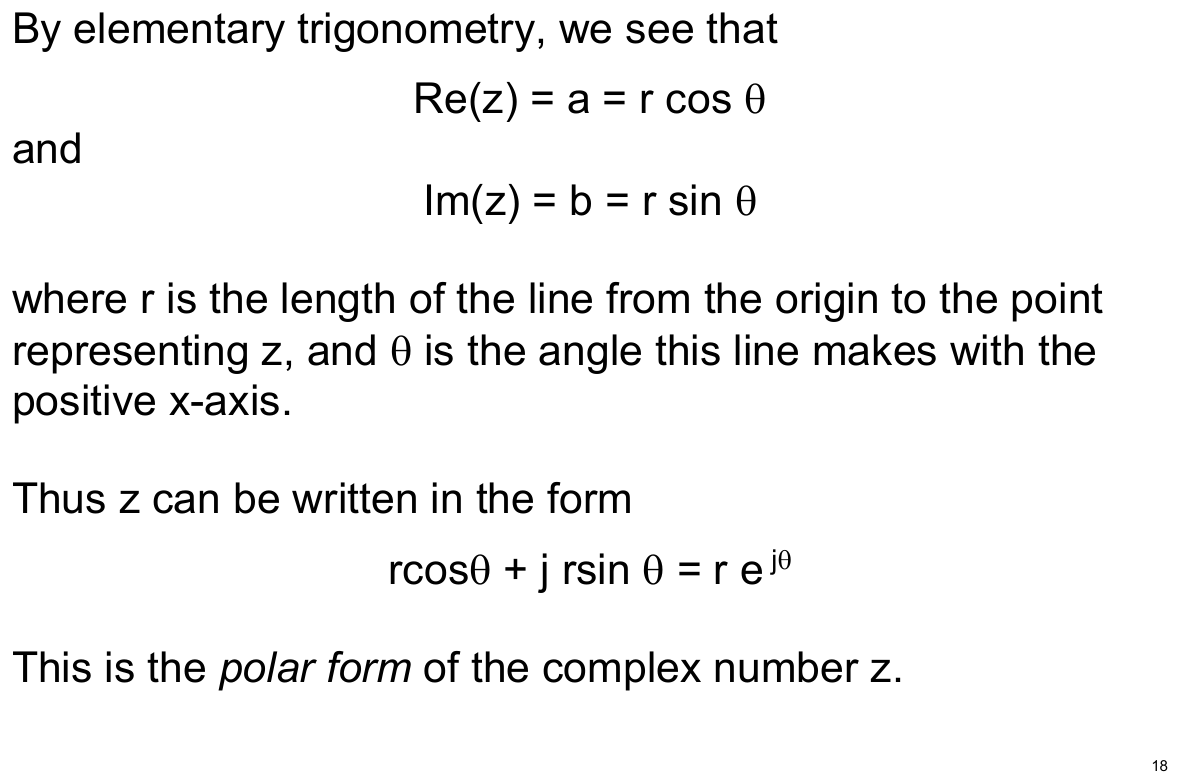 By elementary trigonometry, we see that
Re(z) = a = r cos θ
and
Im(z) = b = r sin θ
where r is the length of the line from the origin to the point
representing z, and θ is the angle this line makes with the
positive x-axis.
Thus z can be written in the form
rcosθ + j rsin θ = r e jθ
This is the polar form of the complex number z.
18